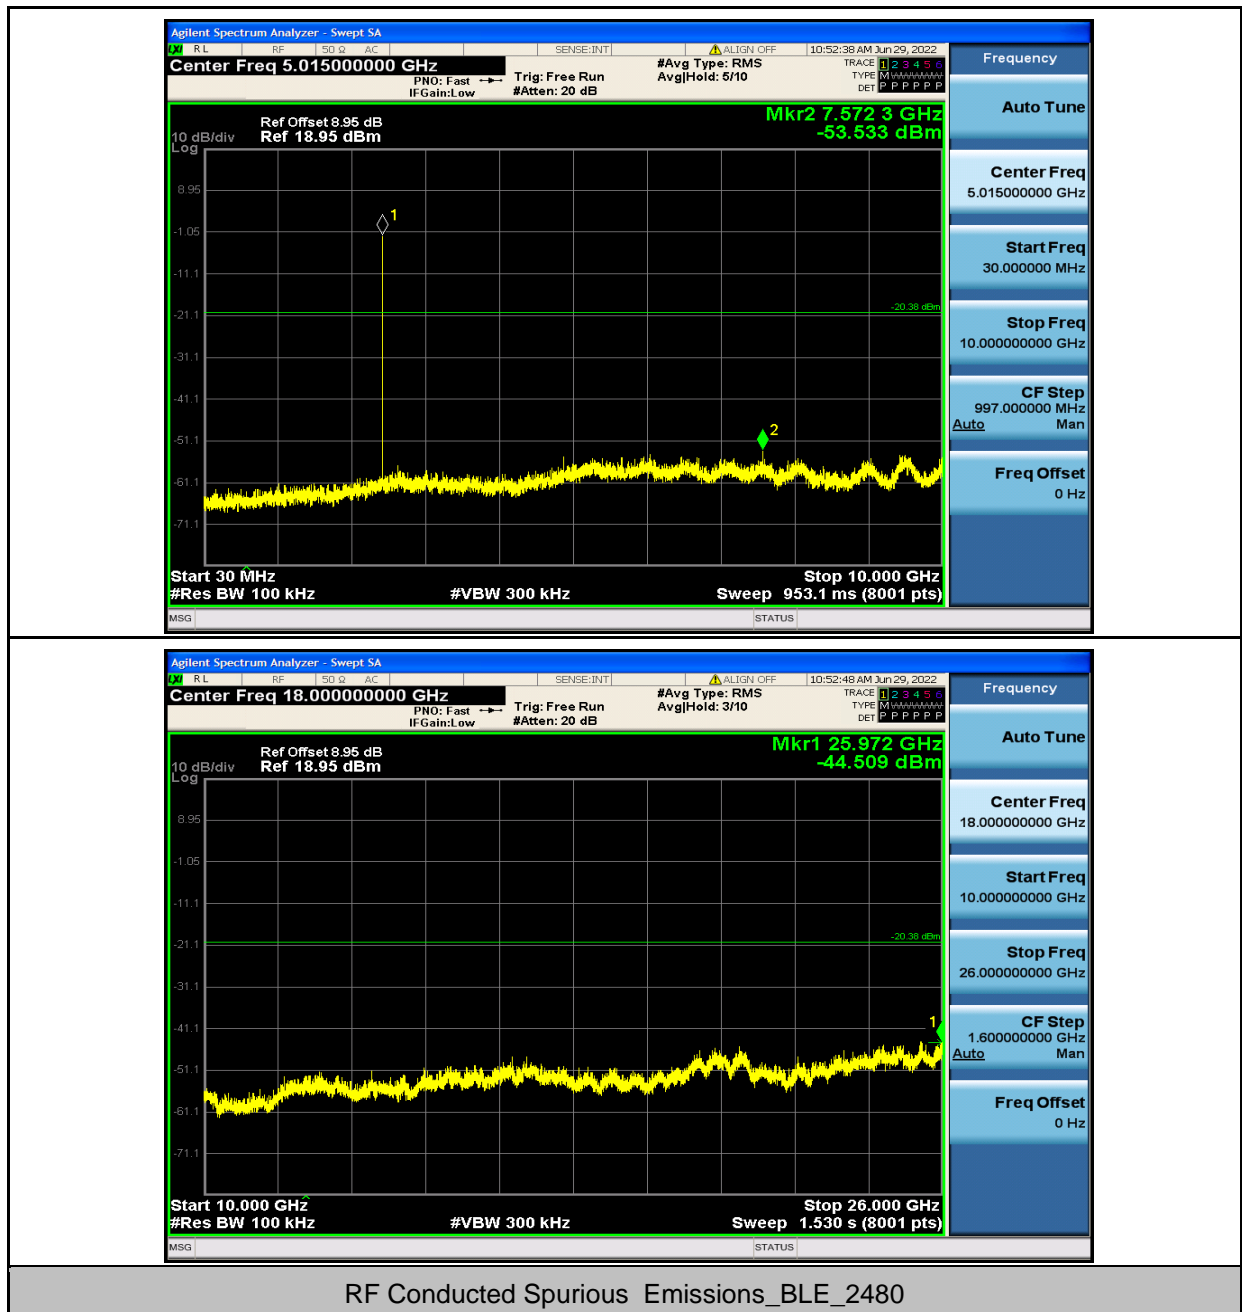 Agilent Spectrum Analyzer - Swept SA
LXI RL RF 50 Ω AC SENSE:INT ALIGN OFF 10:52:38 AM Jun 29, 2022
Center Freq 5.015000000 GHz
#Avg Type: RMS
TRACE 1 2 3 4 5 6
PNO: Fast
Trig: Free Run
Avg|Hold: 5/10
TYPE M W W W W W
IFGain:Low
#Atten: 20 dB
DET P P P P P P
Mkr2 7.572 3 GHz
-53.533 dBm
Ref Offset 8.95 dB
10 dB/div Ref 18.95 dBm
Log
8.95
1
-1.05
-11.1
-20.38 dBm
-21.1
-31.1
-41.1
2
-51.1
-61.1
-71.1
Start 30 MHz Stop 10.000 GHz
#Res BW 100 kHz #VBW 300 kHz Sweep 953.1 ms (8001 pts)
MSG STATUS
Frequency
Auto Tune
Center Freq
5.015000000 GHz
Start Freq
30.000000 MHz
Stop Freq
10.000000000 GHz
CF Step
997.000000 MHz
Auto Man
Freq Offset
0 Hz
Agilent Spectrum Analyzer - Swept SA
LXI RL RF 50 Ω AC SENSE:INT ALIGN OFF 10:52:48 AM Jun 29, 2022
Center Freq 18.000000000 GHz
#Avg Type: RMS
TRACE 1 2 3 4 5 6
PNO: Fast
Trig: Free Run
Avg|Hold: 3/10
TYPE M W W W W W
IFGain:Low
#Atten: 20 dB
DET P P P P P P
Mkr1 25.972 GHz
-44.509 dBm
Ref Offset 8.95 dB
10 dB/div Ref 18.95 dBm
Log
8.95
-1.05
-11.1
-20.38 dBm
-21.1
-31.1
-41.1
1
-51.1
-61.1
-71.1
Start 10.000 GHz Stop 26.000 GHz
#Res BW 100 kHz #VBW 300 kHz Sweep 1.530 s (8001 pts)
MSG STATUS
Frequency
Auto Tune
Center Freq
18.000000000 GHz
Start Freq
10.000000000 GHz
Stop Freq
26.000000000 GHz
CF Step
1.600000000 GHz
Auto Man
Freq Offset
0 Hz
RF Conducted Spurious Emissions_BLE_2480